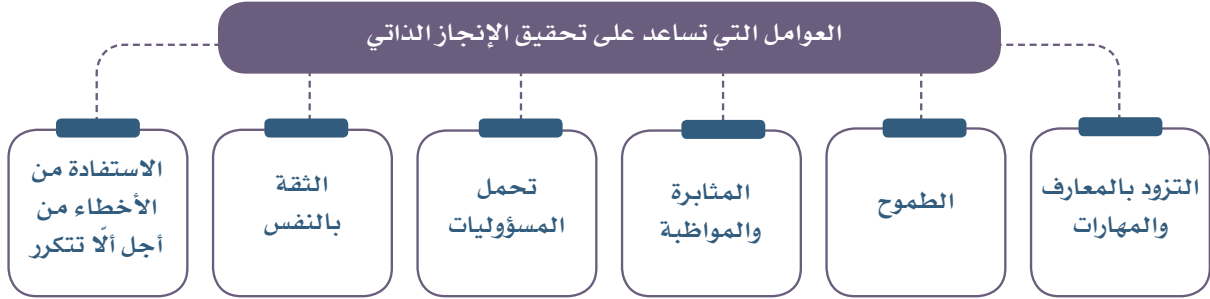 العوامل التي تساعد على تحقيق الإنجاز الذاتي
التزود بالمعارف
والمهارات
الطموح
المثابرة
والمواظبة
تحمل
المسؤوليات
الثقة
بالنفس
الاستفادة من
الأخطاء من
أجل ألّا تتكرر